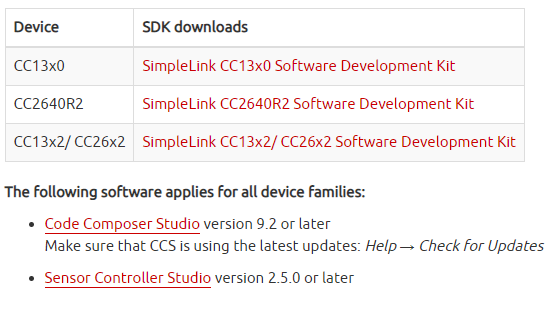 Device SDK downloads
CC13x0 SimpleLink CC13x0 Software Development Kit
CC2640R2 SimpleLink CC2640R2 Software Development Kit
CC13x2/ CC26x2 SimpleLink CC13x2/ CC26x2 Software Development Kit
The following software applies for all device families:
• Code Composer Studio version 9.2 or later
Make sure that CCS is using the latest updates: Help → Check for Updates
• Sensor Controller Studio version 2.5.0 or later